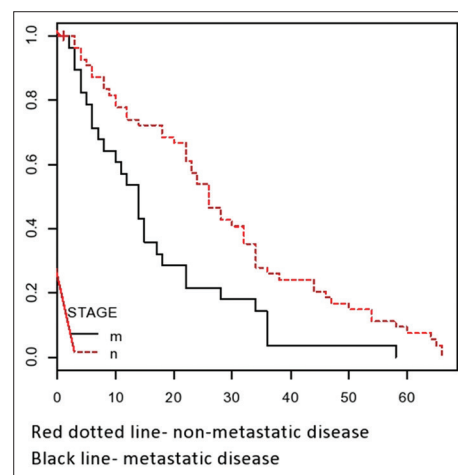 1.0
0.8
0.6
0.4
0.2
0.0
STAGE
m
n
0 10 20 30 40 50 60
Red dotted line- non-metastatic disease
Black line- metastatic disease